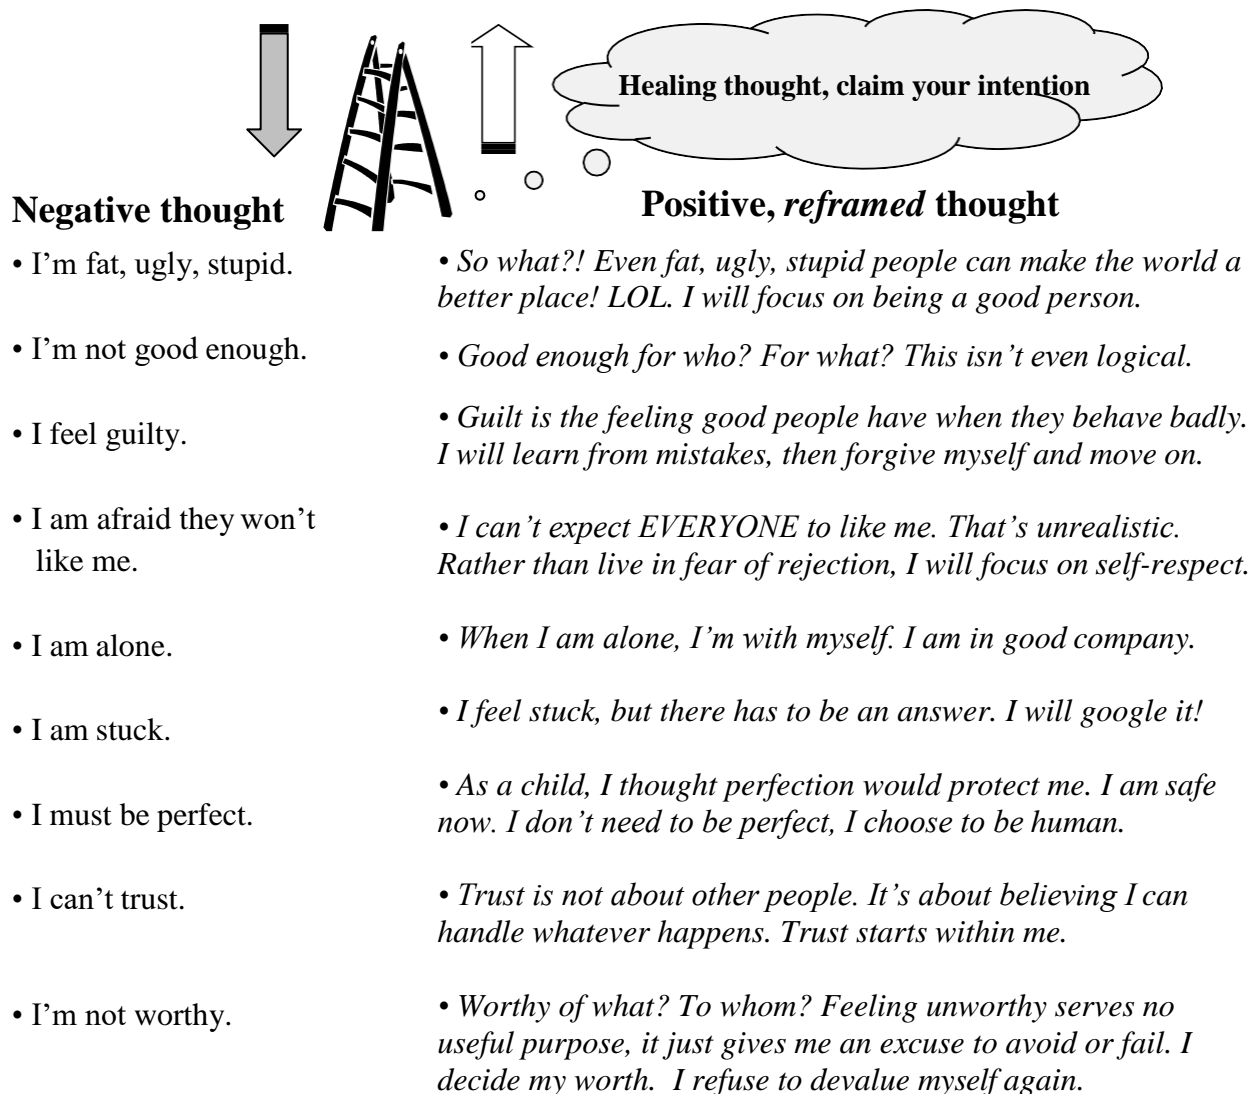 Healing thought, claim your intention
Negative thought
Positive, reframed thought
• I’m fat, ugly, stupid.
• So what?! Even fat, ugly, stupid people can make the world a
better place! LOL. I will focus on being a good person.
• I’m not good enough.
• Good enough for who? For what? This isn’t even logical.
• I feel guilty.
• Guilt is the feeling good people have when they behave badly.
I will learn from mistakes, then forgive myself and move on.
• I am afraid they won’t
like me.
• I can’t expect EVERYONE to like me. That’s unrealistic.
Rather than live in fear of rejection, I will focus on self-respect.
• I am alone.
• When I am alone, I’m with myself. I am in good company.
• I am stuck.
• I feel stuck, but there has to be an answer. I will google it!
• I must be perfect.
• As a child, I thought perfection would protect me. I am safe
now. I don’t need to be perfect, I choose to be human.
• I can’t trust.
• Trust is not about other people. It’s about believing I can
handle whatever happens. Trust starts within me.
• I’m not worthy.
• Worthy of what? To whom? Feeling unworthy serves no
useful purpose, it just gives me an excuse to avoid or fail. I
decide my worth. I refuse to devalue myself again.